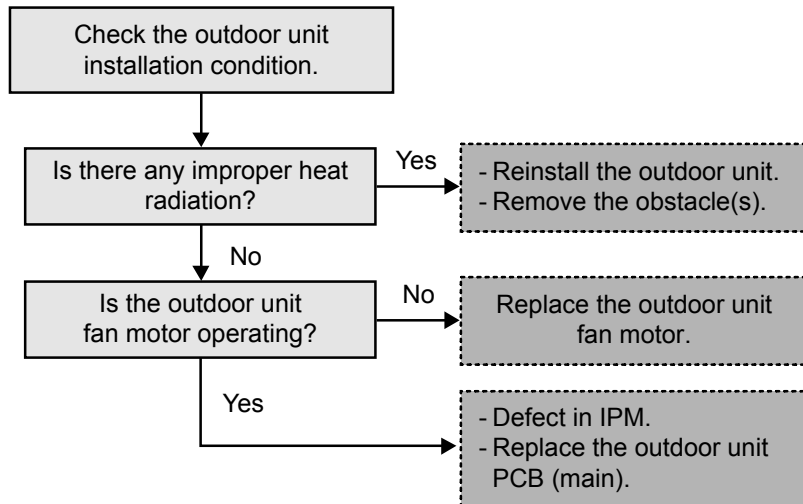 Check the outdoor unit
installation condition.
Is there any improper heat
radiation?
Yes
- Reinstall the outdoor unit.
- Remove the obstacle(s).
No
Is the outdoor unit
fan motor operating?
No
Replace the outdoor unit
fan motor.
Yes
- Defect in IPM.
- Replace the outdoor unit
PCB (main).